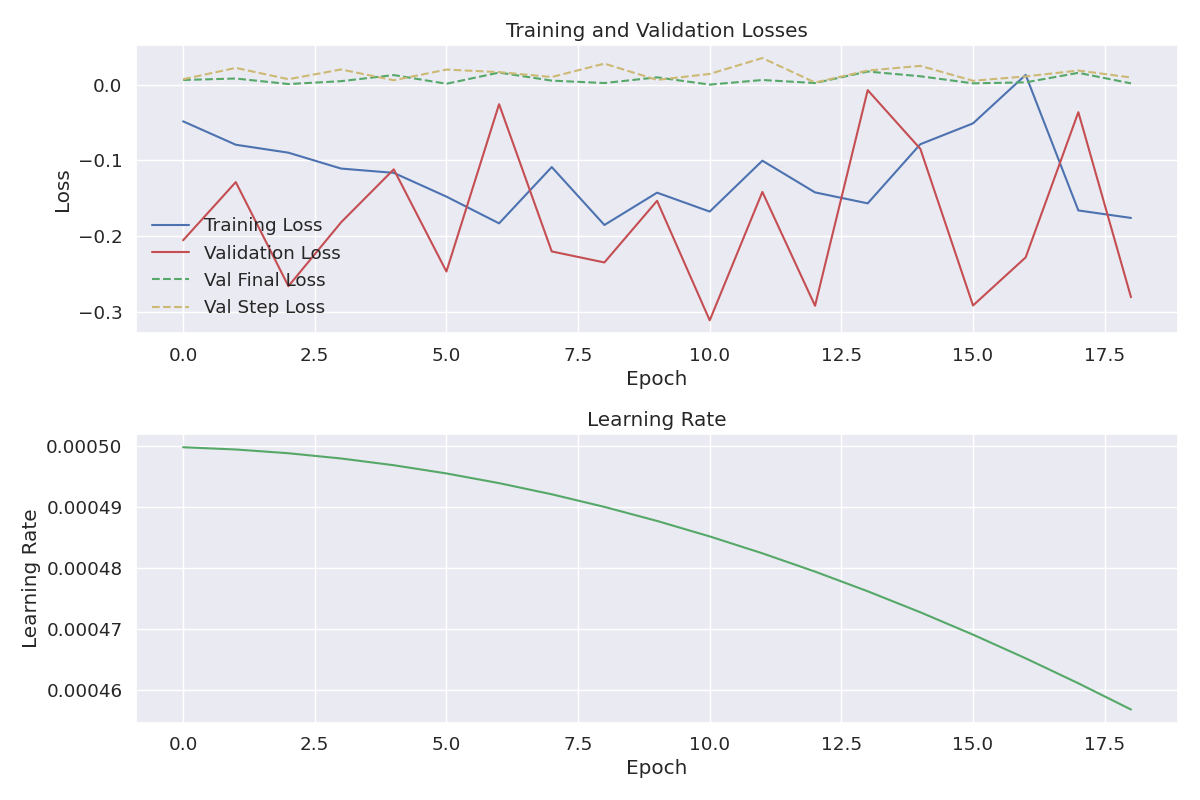 Training and Validation Losses
0.0
−0.1
−0.2
−0.3
Loss
Training Loss
Validation Loss
Val Final Loss
Val Step Loss
0.0 2.5 5.0 7.5 10.0 12.5 15.0 17.5
Epoch
Learning Rate
0.00050
0.00049
0.00048
0.00047
0.00046
Learning Rate
0.0 2.5 5.0 7.5 10.0 12.5 15.0 17.5
Epoch